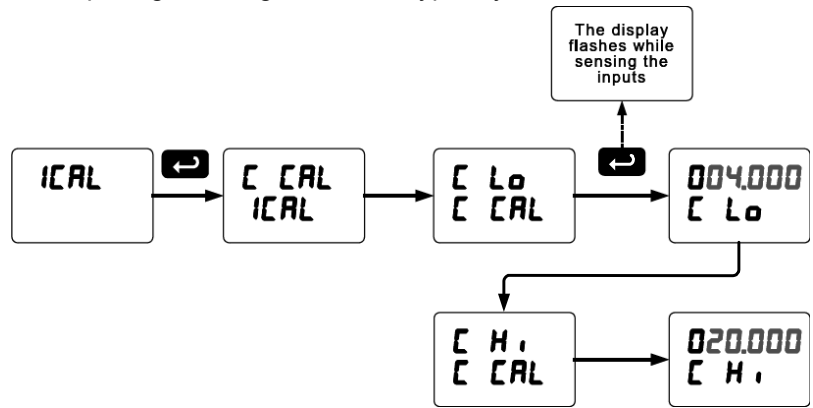 The display
flashes while
sensing the
inputs
ICAL
C CAL
ICAL
C Lo
C CAL
004.000
C Lo
C Hi
C CAL
020.000
C Hi